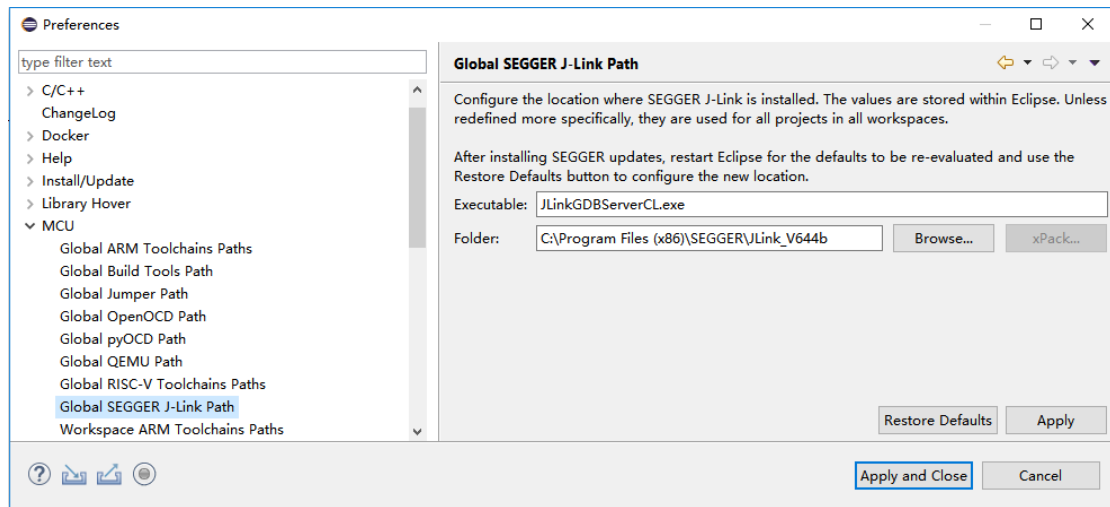 Preferences
type filter text
C/C++
ChangeLog
Docker
Help
Install/Update
Library Hover
MCU
Global ARM Toolchains Paths
Global Build Tools Path
Global Jumper Path
Global OpenOCD Path
Global pyOCD Path
Global QEMU Path
Global RISC-V Toolchains Paths
Global SEGGER J-Link Path
Workspace ARM Toolchains Paths
Global SEGGER J-Link Path
Configure the location where SEGGER J-Link is installed. The values are stored within Eclipse. Unless
redefined more specifically, they are used for all projects in all workspaces.
After installing SEGGER updates, restart Eclipse for the defaults to be re-evaluated and use the
Restore Defaults button to configure the new location.
Executable: JLinkGDBServerCL.exe
Folder: C:\Program Files (x86)\SEGGER\JLink_V644b Browse... xPack...
Restore Defaults Apply
Apply and Close Cancel